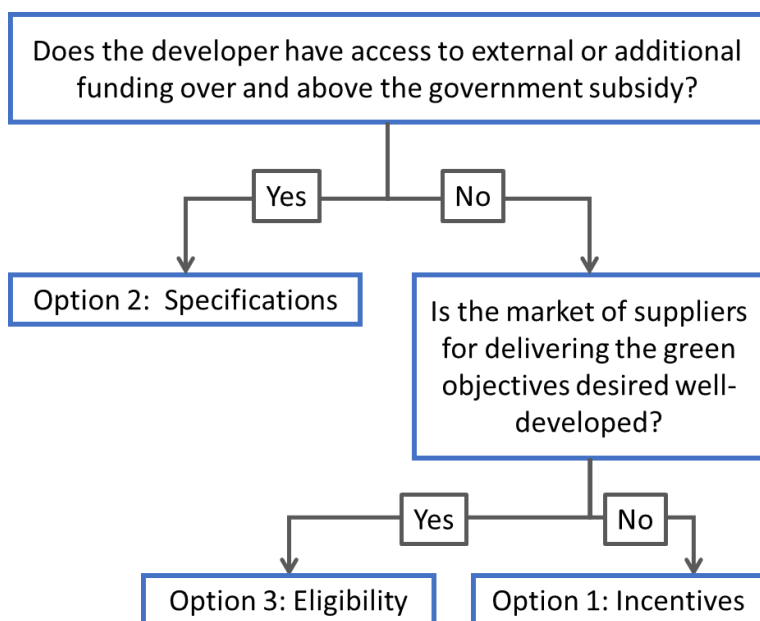 Does the developer have access to external or additional
funding over and above the government subsidy?
Yes
No
Option 2:  Specifications
Is the market of suppliers
for delivering the green
objectives desired well-
developed?
Yes
No
Option 3: Eligibility
Option 1: Incentives